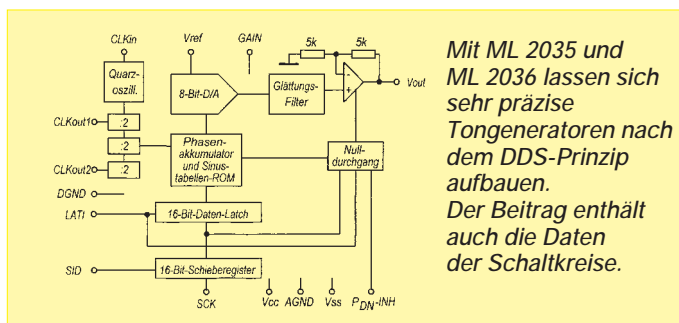 CLKin
Vref
GAIN
5k
5k
Quarz-
oszill.
8-Bit-D/A
Glättungs-
Filter
-
+
Vout
CLKout1
:2
:2
CLKout2
:2
Phasen-
akkumulator
und Sinus-
tabellen-ROM
Null-
durchgang
DGND
LATI
16-Bit-Daten-Latch
SID
16-Bit-Schieberegister
SCK
Vcc
AGND
Vss
PDN-INH
Mit ML 2035 und
ML 2036 lassen sich
sehr präzise
Tongeneratoren nach
dem DDS-Prinzip
aufbauen.
Der Beitrag enthält
auch die Daten
der Schaltkreise.